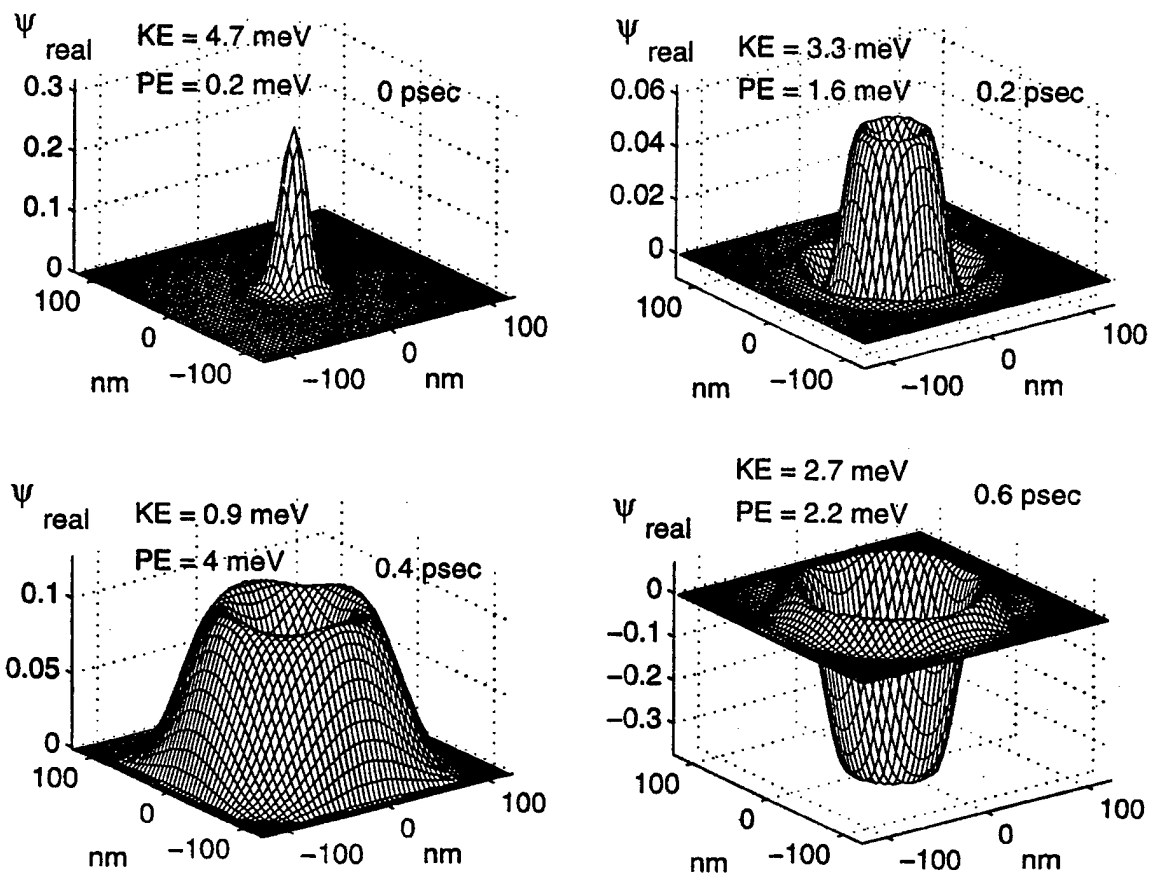 ψ real
KE = 4.7 meV
PE = 0.2 meV
0 psec
0.3
0.2
0.1
0
100
0
−100
nm
−100
0
100
nm
ψ real
KE = 3.3 meV
PE = 1.6 meV
0.2 psec
0.06
0.04
0.02
0
100
0
−100
nm
−100
0
100
nm
ψ real
KE = 0.9 meV
PE = 4 meV
0.4 psec
0.1
0.05
0
100
0
−100
nm
−100
0
100
nm
KE = 2.7 meV
PE = 2.2 meV
0.6 psec
ψ real
0
−0.1
−0.2
−0.3
100
0
−100
nm
−100
0
100
nm